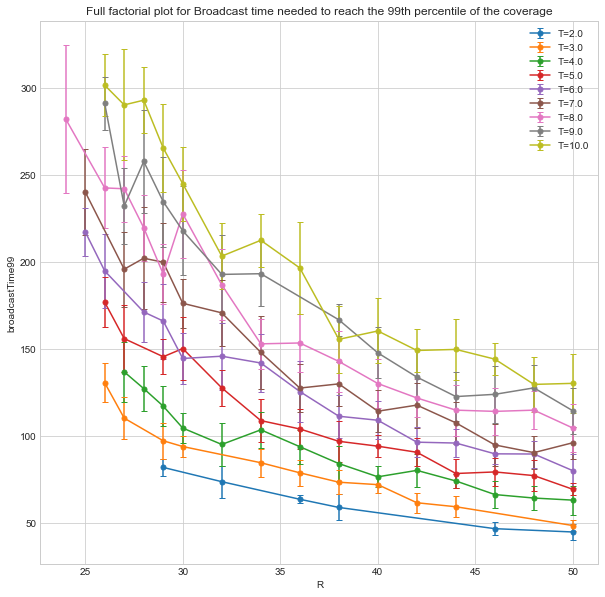 Full factorial plot for Broadcast time needed to reach the 99th percentile of the coverage
T=2.0
T=3.0
T=4.0
T=5.0
T=6.0
T=7.0
T=8.0
T=9.0
T=10.0
broadcastTime99
300
250
200
150
100
50
25 30 35 40 45 50
R